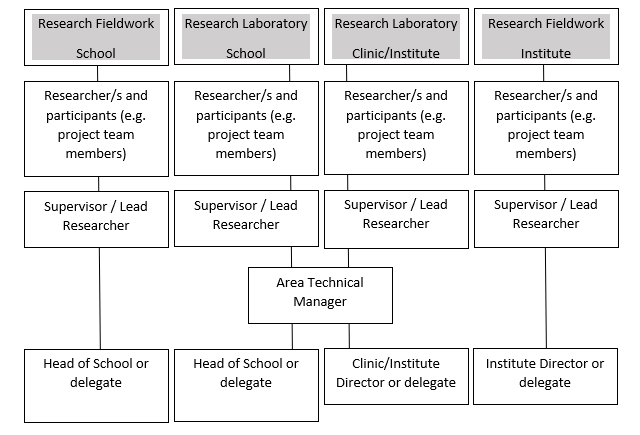 Research Fieldwork
School
Research Laboratory
School
Research Laboratory
Clinic/Institute
Research Fieldwork
Institute
Researcher/s and
participants (e.g.
project team
members)
Researcher/s and
participants (e.g.
project team
members)
Researcher/s and
participants (e.g.
project team
members)
Researcher/s and
participants (e.g.
project team
members)
Supervisor / Lead
Researcher
Supervisor / Lead
Researcher
Supervisor / Lead
Researcher
Supervisor / Lead
Researcher
Area Technical
Manager
Head of School or
delegate
Head of School or
delegate
Clinic/Institute
Director or delegate
Institute Director or
delegate